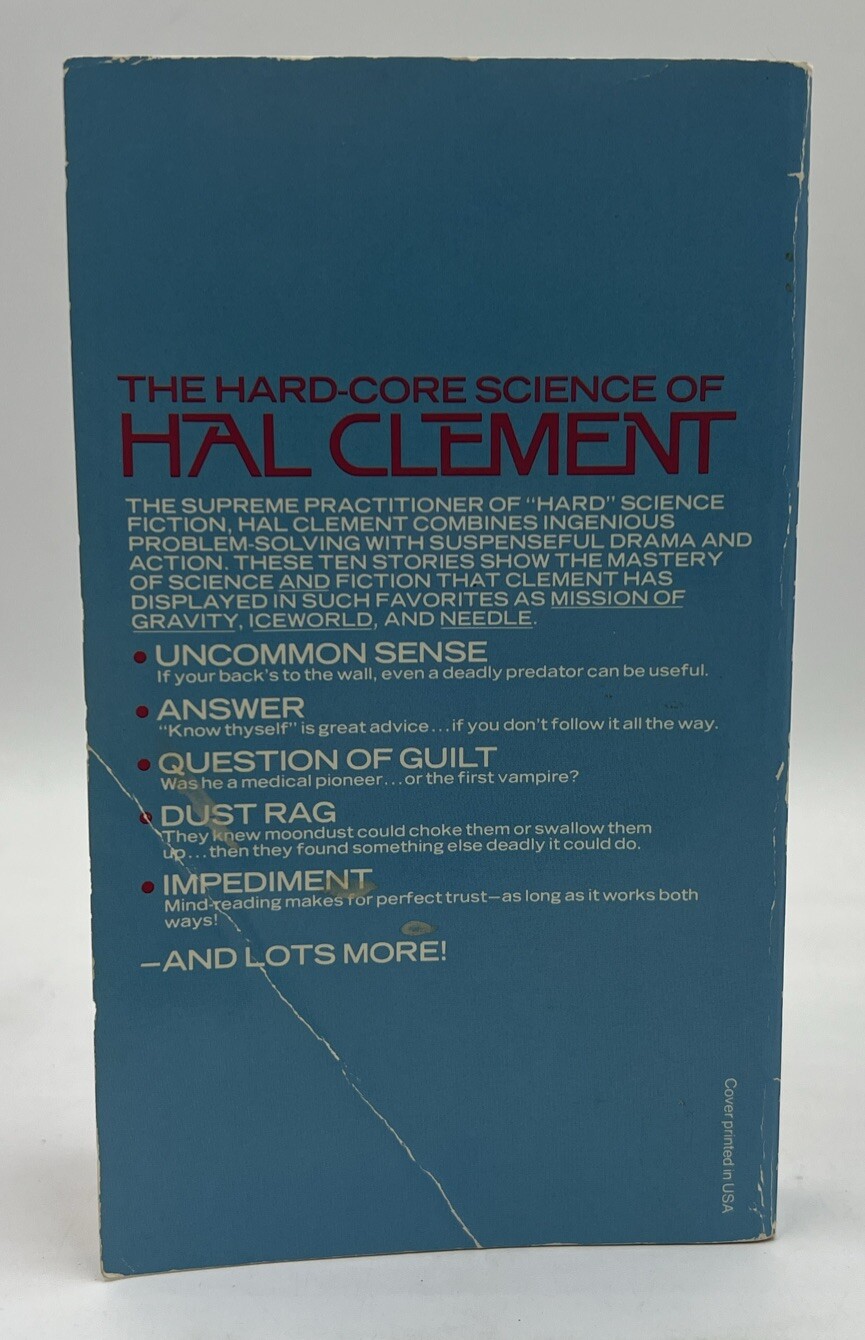 THE HARD-CORE SCIENCE OF
HAL CLEMENT
THE SUPREME PRACTITIONER OF "HARD" SCIENCE
FICTION, HAL CLEMENT COMBINES INGENIOUS
PROBLEM-SOLVING WITH SUSPENSEFUL DRAMA AND
ACTION. THESE TEN STORIES SHOW THE MASTERY
OF SCIENCE AND FICTION THAT CLEMENT HAS
DISPLAYED IN SUCH FAVORITES AS MISSION OF
GRAVITY, ICEWORLD, AND NEEDLE.
• UNCOMMON SENSE
If your back's to the wall, even a deadly predator can be useful.
• ANSWER
"Know thyself" is great advice...if you don't follow it all the way.
• QUESTION OF GUILT
Was he a medical pioneer...or the first vampire?
• DUST RAG
They knew moondust could choke them or swallow them
up...then they found something else deadly it could do.
• IMPEDIMENT
Mind-reading makes for perfect trust—as long as it works both
ways!
—AND LOTS MORE!
Cover printed in USA